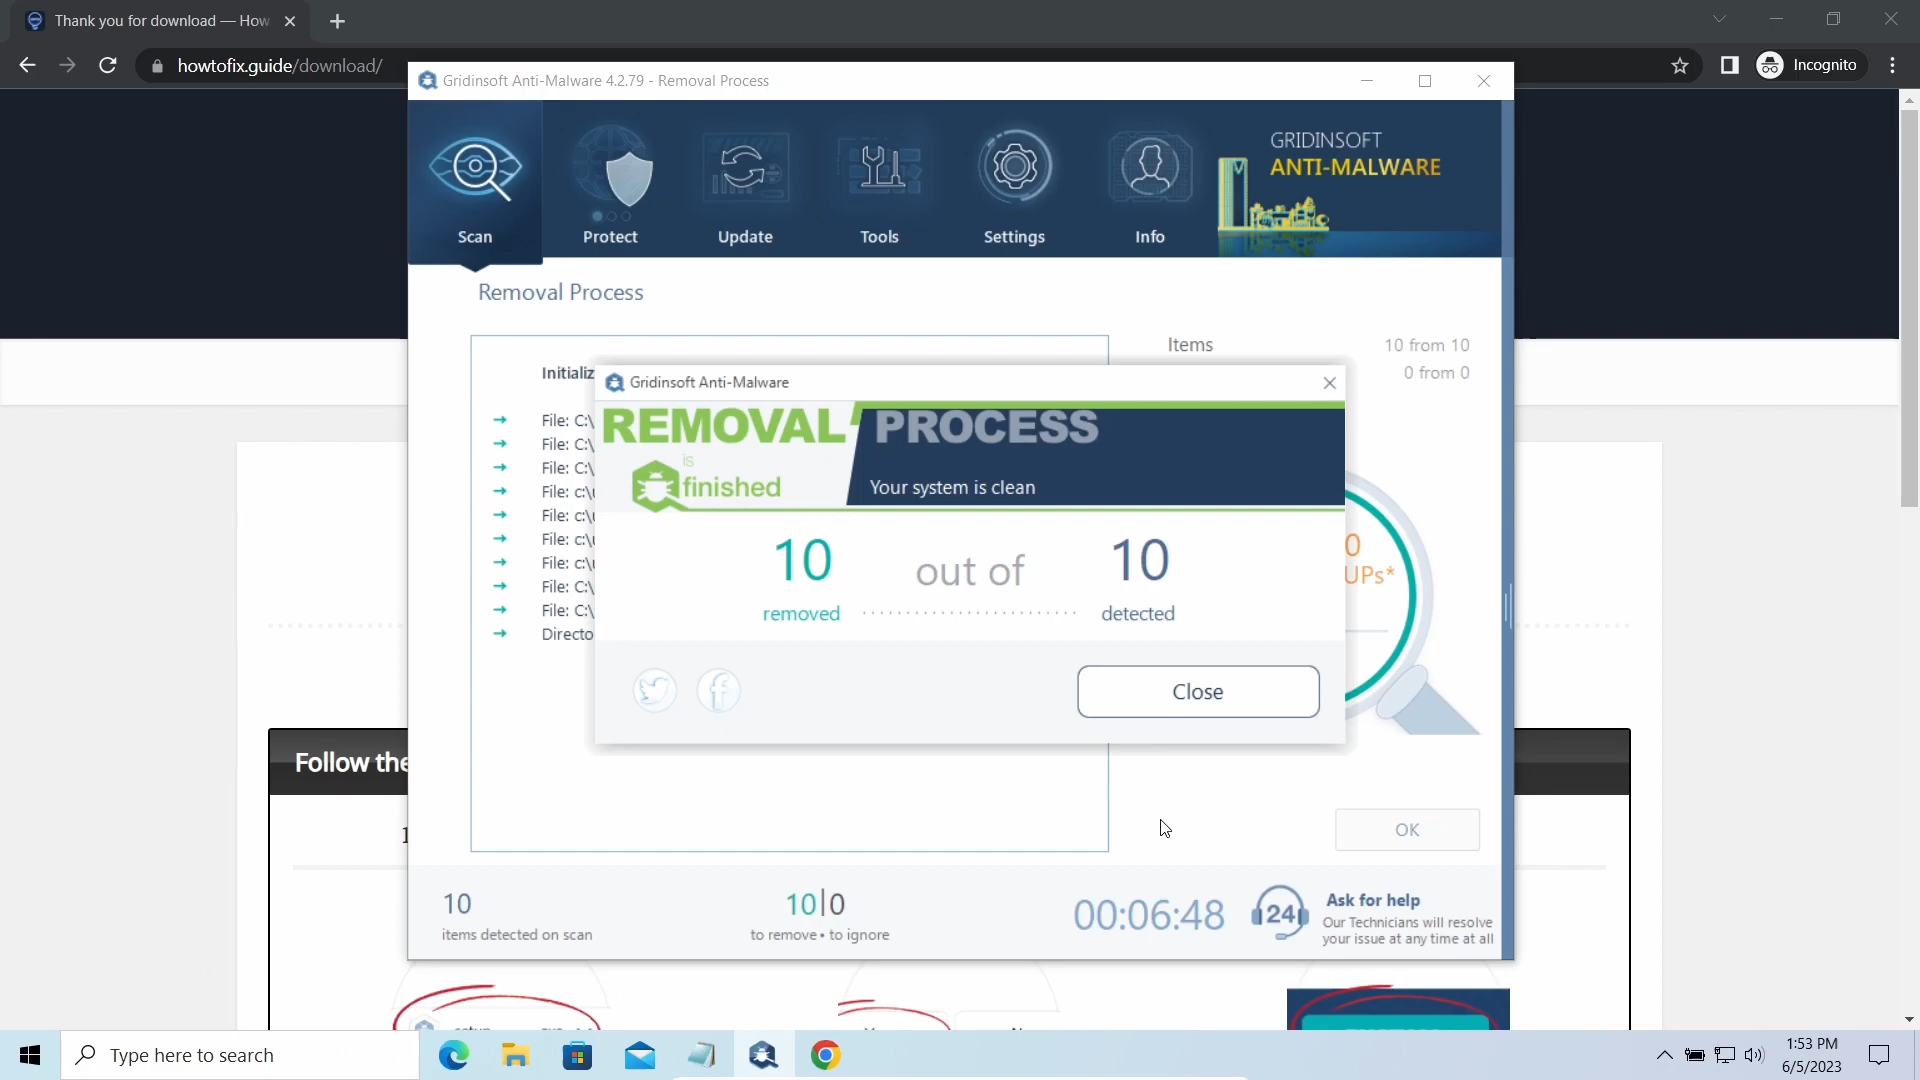 Thank you for download — How
howtofix.guide/download/
Incognito
Gridinsoft Anti-Malware 4.2.79 - Removal Process
Scan
Protect
Update
Tools
Settings
Info
GRIDINSOFT
ANTI-MALWARE
Removal Process
Items
10 from 10
0 from 0
Initializ
File: C:\
File: C:\
File: C:\
File: c:\u
File: c:\u
File: c:\u
File: c:\u
File: C:\
File: C:\
Directo
Gridinsoft Anti-Malware
REMOVAL PROCESS
is
finished
Your system is clean
10 out of 10
removed
detected
Close
0
UPs*
OK
Follow the
1
10
items detected on scan
10|0
to remove • to ignore
00:06:48
24
Ask for help
Our Technicians will resolve
your issue at any time at all
Type here to search
1:53 PM
6/5/2023